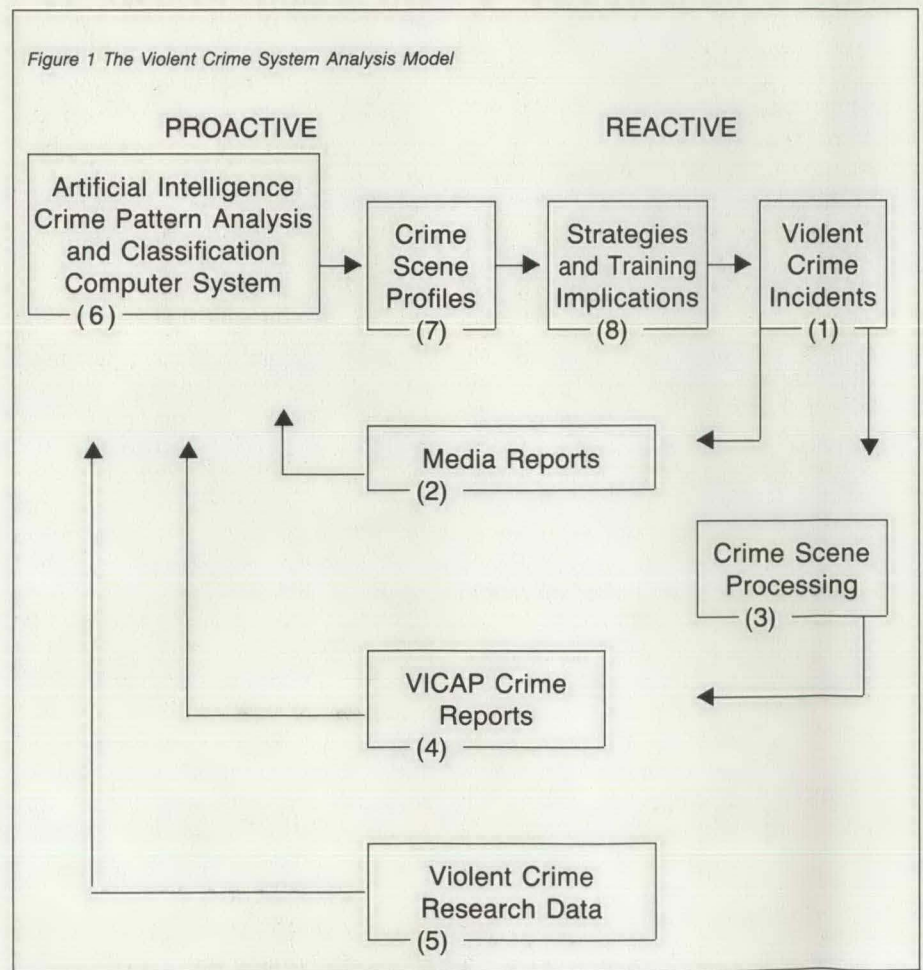 Figure 1 The Violent Crime System Analysis Model
PROACTIVE
REACTIVE
Artificial Intelligence
Crime Pattern Analysis
and Classification
Computer System
(6)
Crime
Scene
Profiles
(7)
Strategies
and Training
Implications
(8)
Violent
Crime
Incidents
(1)
Media Reports
(2)
Crime Scene
Processing
(3)
VICAP Crime
Reports
(4)
Violent Crime
Research Data
(5)